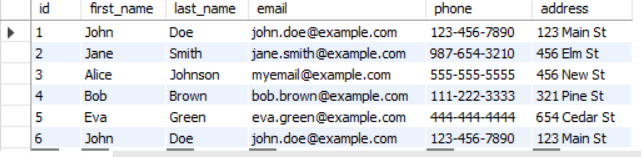 id first_name last_name email phone address
1 John Doe john.doe@example.com 123-456-7890 123 Main St
2 Jane Smith jane.smith@example.com 987-654-3210 456 Elm St
3 Alice Johnson myemail@example.com 555-555-5555 456 New St
4 Bob Brown bob.brown@example.com 111-222-3333 321 Pine St
5 Eva Green eva.green@example.com 444-444-4444 654 Cedar St
6 John Doe john.doe@example.com 123-456-7890 123 Main St